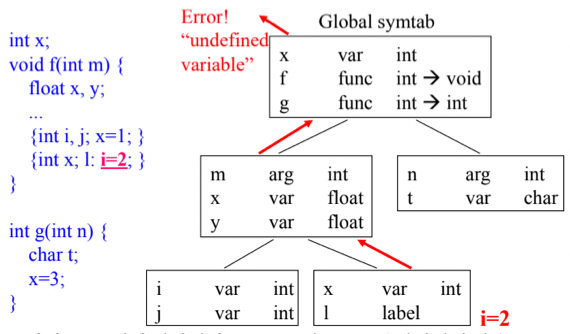 int x;
void f(int m) {
float x, y;
...
{int i, j; x=1; }
{int x; l: i=2; }
}
int g(int n) {
char t;
x=3;
}
Error!
“undefined
variable”
Global symtab
x var int
f func int → void
g func int → int
m arg int
x var float
y var float
n arg int
t var char
i var int
j var int
x var int
l label
i=2